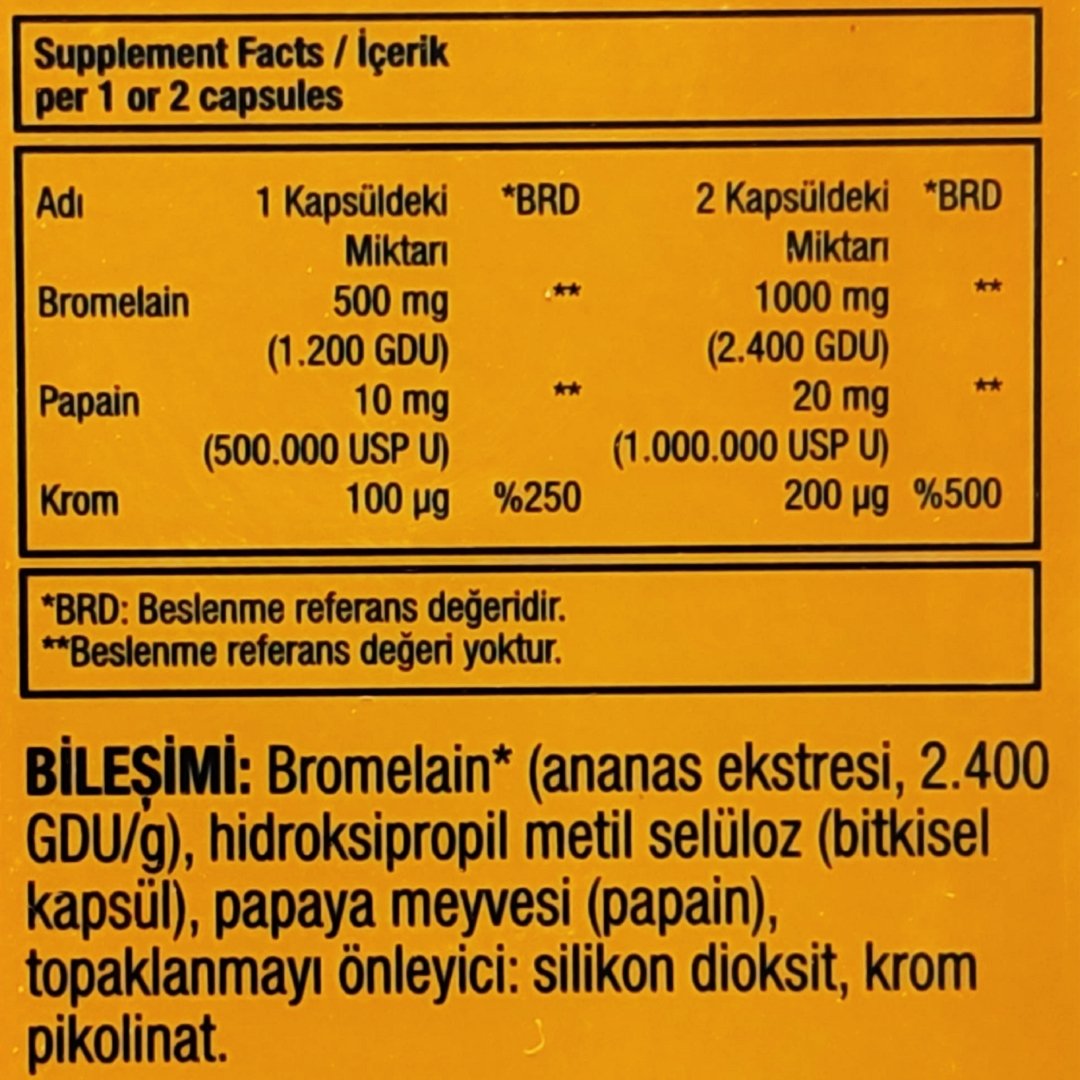 Supplement Facts / İçerik
per 1 or 2 capsules
Adı 1 Kapsüldeki *BRD 2 Kapsüldeki *BRD
Miktarı Miktarı
Bromelain 500 mg ** 1000 mg **
(1.200 GDU) (2.400 GDU)
Papain 10 mg ** 20 mg **
(500.000 USP U) (1.000.000 USP U)
Krom 100 µg %250 200 µg %500
*BRD: Beslenme referans değeridir.
**Beslenme referans değeri yoktur.
BİLEŞİMİ: Bromelain* (ananas ekstresi, 2.400
GDU/g), hidroksipropil metil selüloz (bitkisel
kapsül), papaya meyvesi (papain),
topaklanmayı önleyici: silikon dioksit, krom
pikolinat.